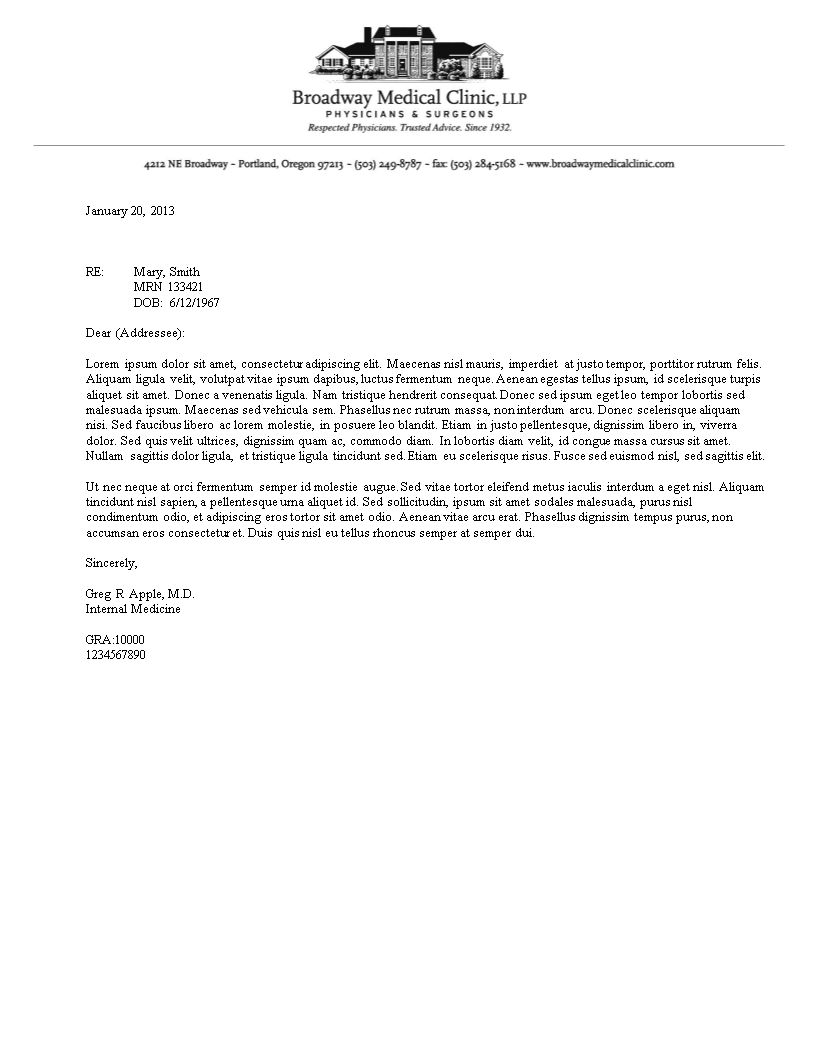 Broadway Medical Clinic, LLP
PHYSICIANS & SURGEONS
Respected Physicians. Trusted Advice. Since 1932.
4212 NE Broadway ~ Portland, Oregon 97213 ~ (503) 249-8787 ~ fax: (503) 284-5168 ~ www.broadwaymedicalclinic.com
January 20, 2013
RE: Mary, Smith
MRN 133421
DOB: 6/12/1967
Dear (Addressee):
Lorem ipsum dolor sit amet, consectetur adipiscing elit. Maecenas nisl mauris, imperdiet at justo tempor, porttitor rutrum felis.
Aliquam ligula velit, volutpat vitae ipsum dapibus, luctus fermentum neque. Aenean egestas tellus ipsum, id scelerisque turpis
aliquet sit amet. Donec a venenatis ligula. Nam tristique hendrerit consequat. Donec sed ipsum eget leo tempor lobortis sed
malesuada ipsum. Maecenas sed vehicula sem. Phasellus nec rutrum massa, non interdum arcu. Donec scelerisque aliquam
nisi. Sed faucibus libero ac lorem molestie, in posuere leo blandit. Etiam in justo pellentesque, dignissim libero in, viverra
dolor. Sed quis velit ultrices, dignissim quam ac, commodo diam. In lobortis diam velit, id congue massa cursus sit amet.
Nullam sagittis dolor ligula, et tristique ligula tincidunt sed. Etiam eu scelerisque risus. Fusce sed euismod nisl, sed sagittis elit.
Ut nec neque at orci fermentum semper id molestie augue. Sed vitae tortor eleifend metus iaculis interdum a eget nisl. Aliquam
tincidunt nisl sapien, a pellentesque urna aliquet id. Sed sollicitudin, ipsum sit amet sodales malesuada, purus nisl
condimentum odio, et adipiscing eros tortor sit amet odio. Aenean vitae arcu erat. Phasellus dignissim tempus purus, non
accumsan eros consectetur et. Duis quis nisl eu tellus rhoncus semper at semper dui.
Sincerely,
Greg R Apple, M.D.
Internal Medicine
GRA:10000
1234567890